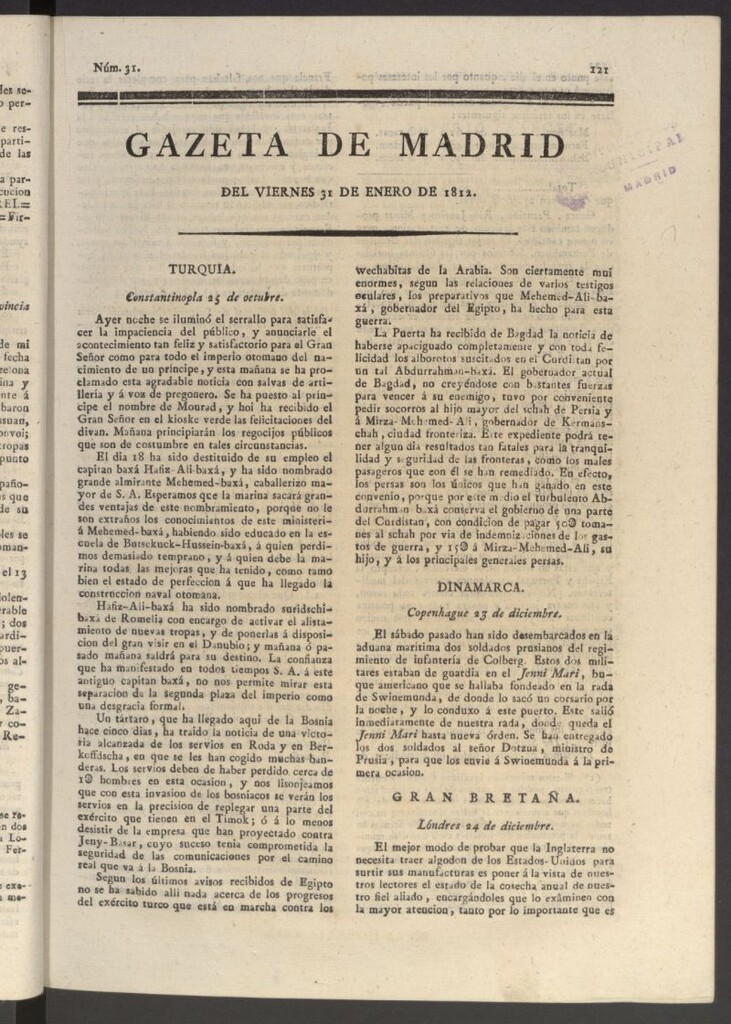 Núm. 31.
121
GAZETA DE MADRID
DEL VIERNES 31 DE ENERO DE 1812.
MUNICIPAL
MADRID
TURQUIA.
Constantinopla 25 de octubre.
Ayer noche se iluminó el serrallo para satisfa-
cer la impaciencia del público, y anunciarle el
acontecimiento tan feliz y satisfactorio para el Gran
Señor como para todo el imperio otomano del na-
cimiento de un príncipe, y esta mañana se ha pro-
clamado esta agradable noticia con salvas de arti-
llería y á voz de pregonero. Se ha puesto al prín-
cipe el nombre de Mourad, y hoi ha recibido el
Gran Señor en el kioske verde las felicitaciones del
divan. Mañana principiarán los regocijos públicos
que son de costumbre en tales circunstancias.
El dia 18 ha sido destituido de su empleo el
capitan baxá Hafiz-Ali-baxá, y ha sido nombrado
grande almirante Mehemed-baxá, caballerizo ma-
yor de S. A. Esperamos que la marina sacará gran-
des ventajas de este nombramiento, porque no le
son extraños los conocimientos de este ministeri-
á Mehemed-baxá, habiendo sido educado en la es-
cuela de Butsckuck-Hussein-baxá, á quien perdi-
mos demasiado temprano, y á quien debe la ma-
rina todas las mejoras que ha tenido, como tam
bien el estado de perfeccion á que ha llegado la
construccion naval otomana.
Hafiz-Ali-baxá ha sido nombrado suridschi-
baxá de Romelia con encargo de activar el alista-
miento de nuevas tropas, y de ponerlas á disposi-
cion del gran visir en el Danubio; y mañana ó pa-
sado mañana saldrá para su destino. La confianza
que ha manifestado en todos tiempos S. A. á este
antiguo capitan baxá, no nos permite mirar esta
separacion de la segunda plaza del imperio como
una desgracia formal.
Un tártaro, que ha llegado aquí de la Bosnia
hace cinco dias, ha traido la noticia de una victo-
ria alcanzada de los servios en Roda y en Ber-
koffdscha, en que se les han cogido muchas ban-
deras. Los servios deben de haber perdido cerca de
1Ꙩ hombres en esta ocasion, y nos lisonjeamos
que con esta invasion de los bosniacos se verán los
servios en la precision de replegar una parte del
exército que tienen en el Timok; ó á lo menos
desistir de la empresa que han proyectado contra
Jeny-Basar, cuyo suceso tenia comprometida la
seguridad de las comunicaciones por el camino
real que va á la Bosnia.
Segun los últimos avisos recibidos de Egipto
no se ha sabido allí nada acerca de los progresos
del exército turco que está en marcha contra los
wechabitas de la Arabia. Son ciertamente mui
enormes, segun las relaciones de varios testigos
oculares, los preparativos que Mehemed-Ali-ba-
xá, gobernador del Egipto, ha hecho para esta
guerra.
La Puerta ha recibido de Bagdad la noticia de
haberse apaciguado completamente y con toda fe-
licidad los alborotos suscitados en el Curdistan por
un tal Abdurrahman-baxá. El gobernador actual
de Bagdad, no creyéndose con bastantes fuerzas
para vencer á su enemigo, tuvo por conveniente
pedir socorros al hijo mayor del schah de Persia y
á Mirza-Mehemed-Ali, gobernador de Kermans-
chah, ciudad fronteriza. Este expediente podrá te-
ner algun dia resultados tan fatales para la tranqui-
lidad y seguridad de las fronteras, como los males
pasageros que con él se han remediado. En efecto,
los persas son los únicos que han ganado en este
convenio, porque por este medio el turbulento Ab-
durrahman baxá conserva el gobierno de una parte
del Curdistan, con condicion de pagar 50Ꙩ toma-
nes al schah por via de indemnizaciones de los gas-
tos de guerra, y 15Ꙩ á Mirza-Mehemed-Ali, su
hijo, y á los principales generales persas.
DINAMARCA.
Copenhague 23 de diciembre.
El sábado pasado han sido desembarcados en la
aduana marítima dos soldados prusianos del regi-
miento de infantería de Colberg. Estos dos mili-
tares estaban de guardia en el Jenni Mari, bu-
que americano que se hallaba fondeado en la rada
de Swinemunda, de donde lo sacó un corsario por
la noche, y lo conduxo á este puerto. Este salió
inmediatamente de nuestra rada, donde queda el
Jenni Mari hasta nueva órden. Se han entregado
los dos soldados al señor Dotzua, ministro de
Prusia, para que los envie á Swinemunda á la pri-
mera ocasion.
GRAN BRETAÑA.
Lóndres 24 de diciembre.
El mejor modo de probar que la Inglaterra no
necesita traer algodon de los Estados-Unidos para
surtir sus manufacturas es poner á la vista de nues-
tros lectores el estado de la cosecha anual de nues-
tro fiel aliado, encargándoles que lo exâminen con
la mayor atencion, tanto por lo importante que es